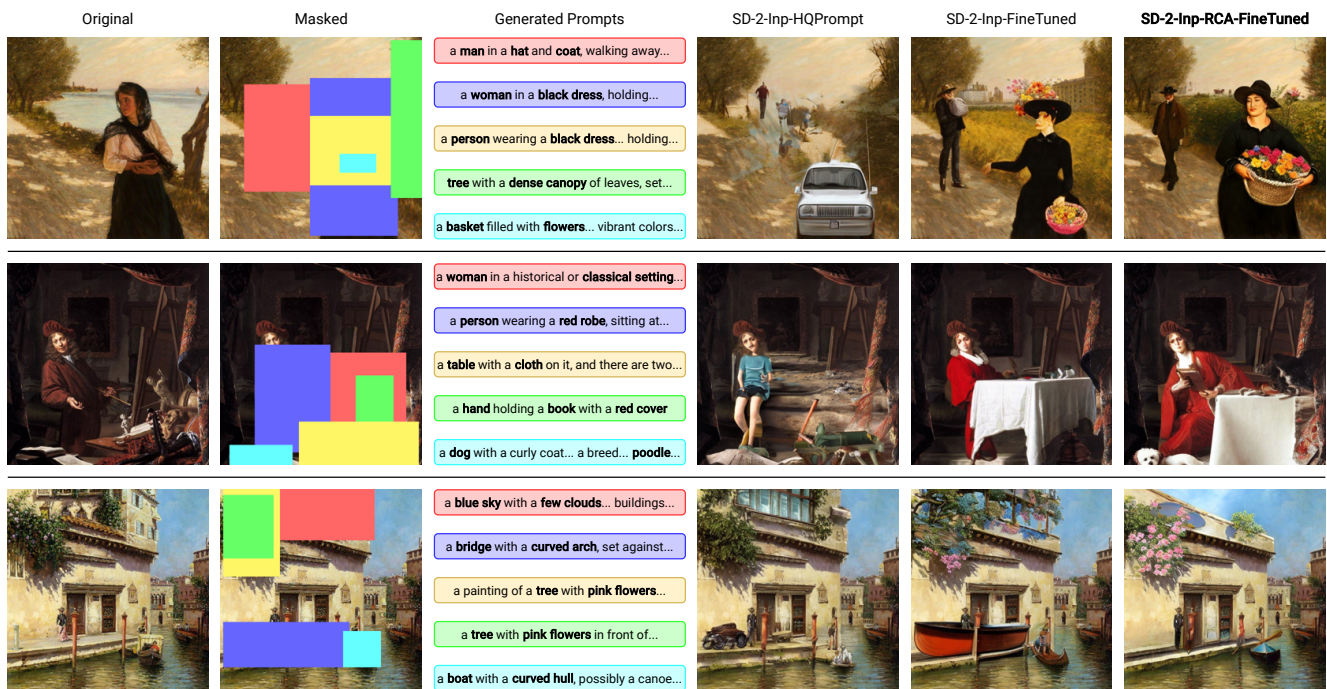 Original
Masked
Generated Prompts
SD-2-Inp-HQPrompt
SD-2-Inp-FineTuned
SD-2-Inp-RCA-FineTuned
a man in a hat and coat, walking away...
a woman in a black dress, holding...
a person wearing a black dress... holding...
tree with a dense canopy of leaves, set...
a basket filled with flowers... vibrant colors...
a woman in a historical or classical setting...
a person wearing a red robe, sitting at...
a table with a cloth on it, and there are two...
a hand holding a book with a red cover
a dog with a curly coat... a breed... poodle...
a blue sky with a few clouds... buildings...
a bridge with a curved arch, set against...
a painting of a tree with pink flowers...
a tree with pink flowers in front of...
a boat with a curved hull, possibly a canoe...